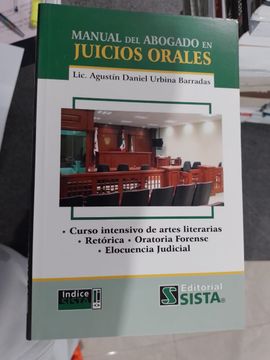 MANUAL DEL ABOGADO EN
JUICIOS ORALES
Lic. Agustín Daniel Urbina Barradas
• Curso intensivo de artes literarias
• Retórica • Oratoria Forense
• Elocuencia Judicial
Indice
Editorial
SISTA®